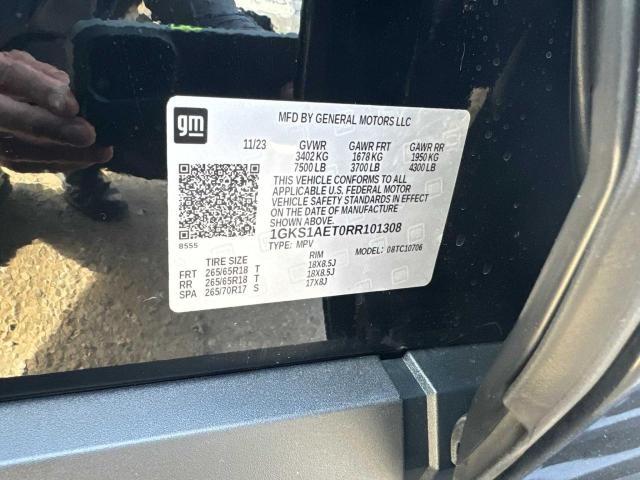 gm
MFD BY GENERAL MOTORS LLC
11/23 GVWR GAWR FRT GAWR RR
3402 KG 1678 KG 1950 KG
7500 LB 3700 LB 4300 LB
THIS VEHICLE CONFORMS TO ALL
APPLICABLE U.S. FEDERAL MOTOR
VEHICLE SAFETY STANDARDS IN EFFECT
ON THE DATE OF MANUFACTURE
SHOWN ABOVE.
1GKS1AET0RR101308
8555
TYPE: MPV MODEL: 08TC10706
TIRE SIZE RIM
FRT 265/65R18 T 18X8.5J
RR 265/65R18 T 18X8.5J
SPA 265/70R17 S 17X8J